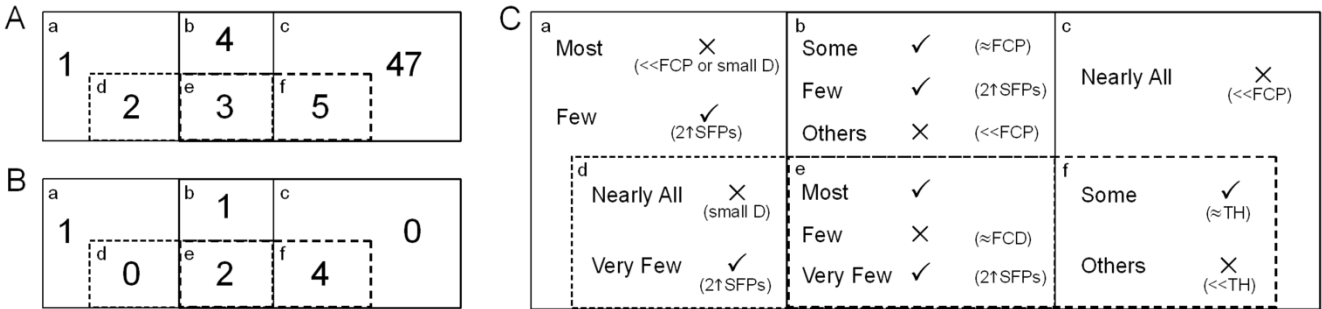 A
a
1
b
4
c
47
d
2
e
3
f
5
B
a
1
b
1
c
0
d
0
e
2
f
4
C
a
Most ×
(<<FCP or small D)
Few ✓
(2↑SFPs)
b
Some ✓ (≈FCP)
Few ✓ (2↑SFPs)
Others × (<<FCP)
c
Nearly All ×
(<<FCP)
d
Nearly All ×
(small D)
Very Few ✓
(2↑SFPs)
e
Most ✓
Few × (≈FCD)
Very Few ✓ (2↑SFPs)
f
Some ✓
(≈TH)
Others ×
(<<TH)